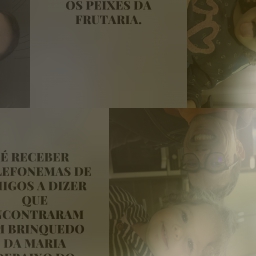 OS PEIXES DA
FRUTARIA.
É RECEBER
LEFONEMAS DE
IGOS A DIZER
QUE
CONTRARAM
M BRINQUEDO
DA MARIA